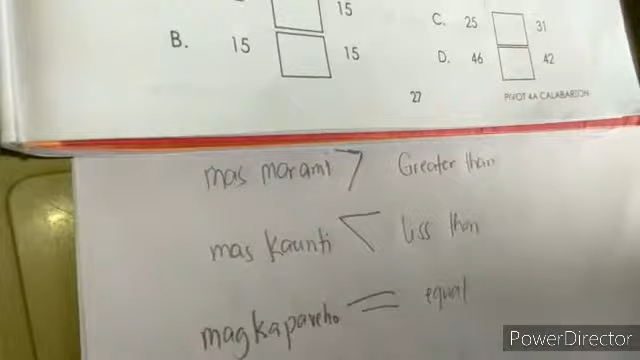 15
B. 15 15
C. 25 31
D. 46 42
27
PIVOT 4A CALABARZON
mas marami > Greater than
mas kaunti < liss than
magkapareho = equal
PowerDirector